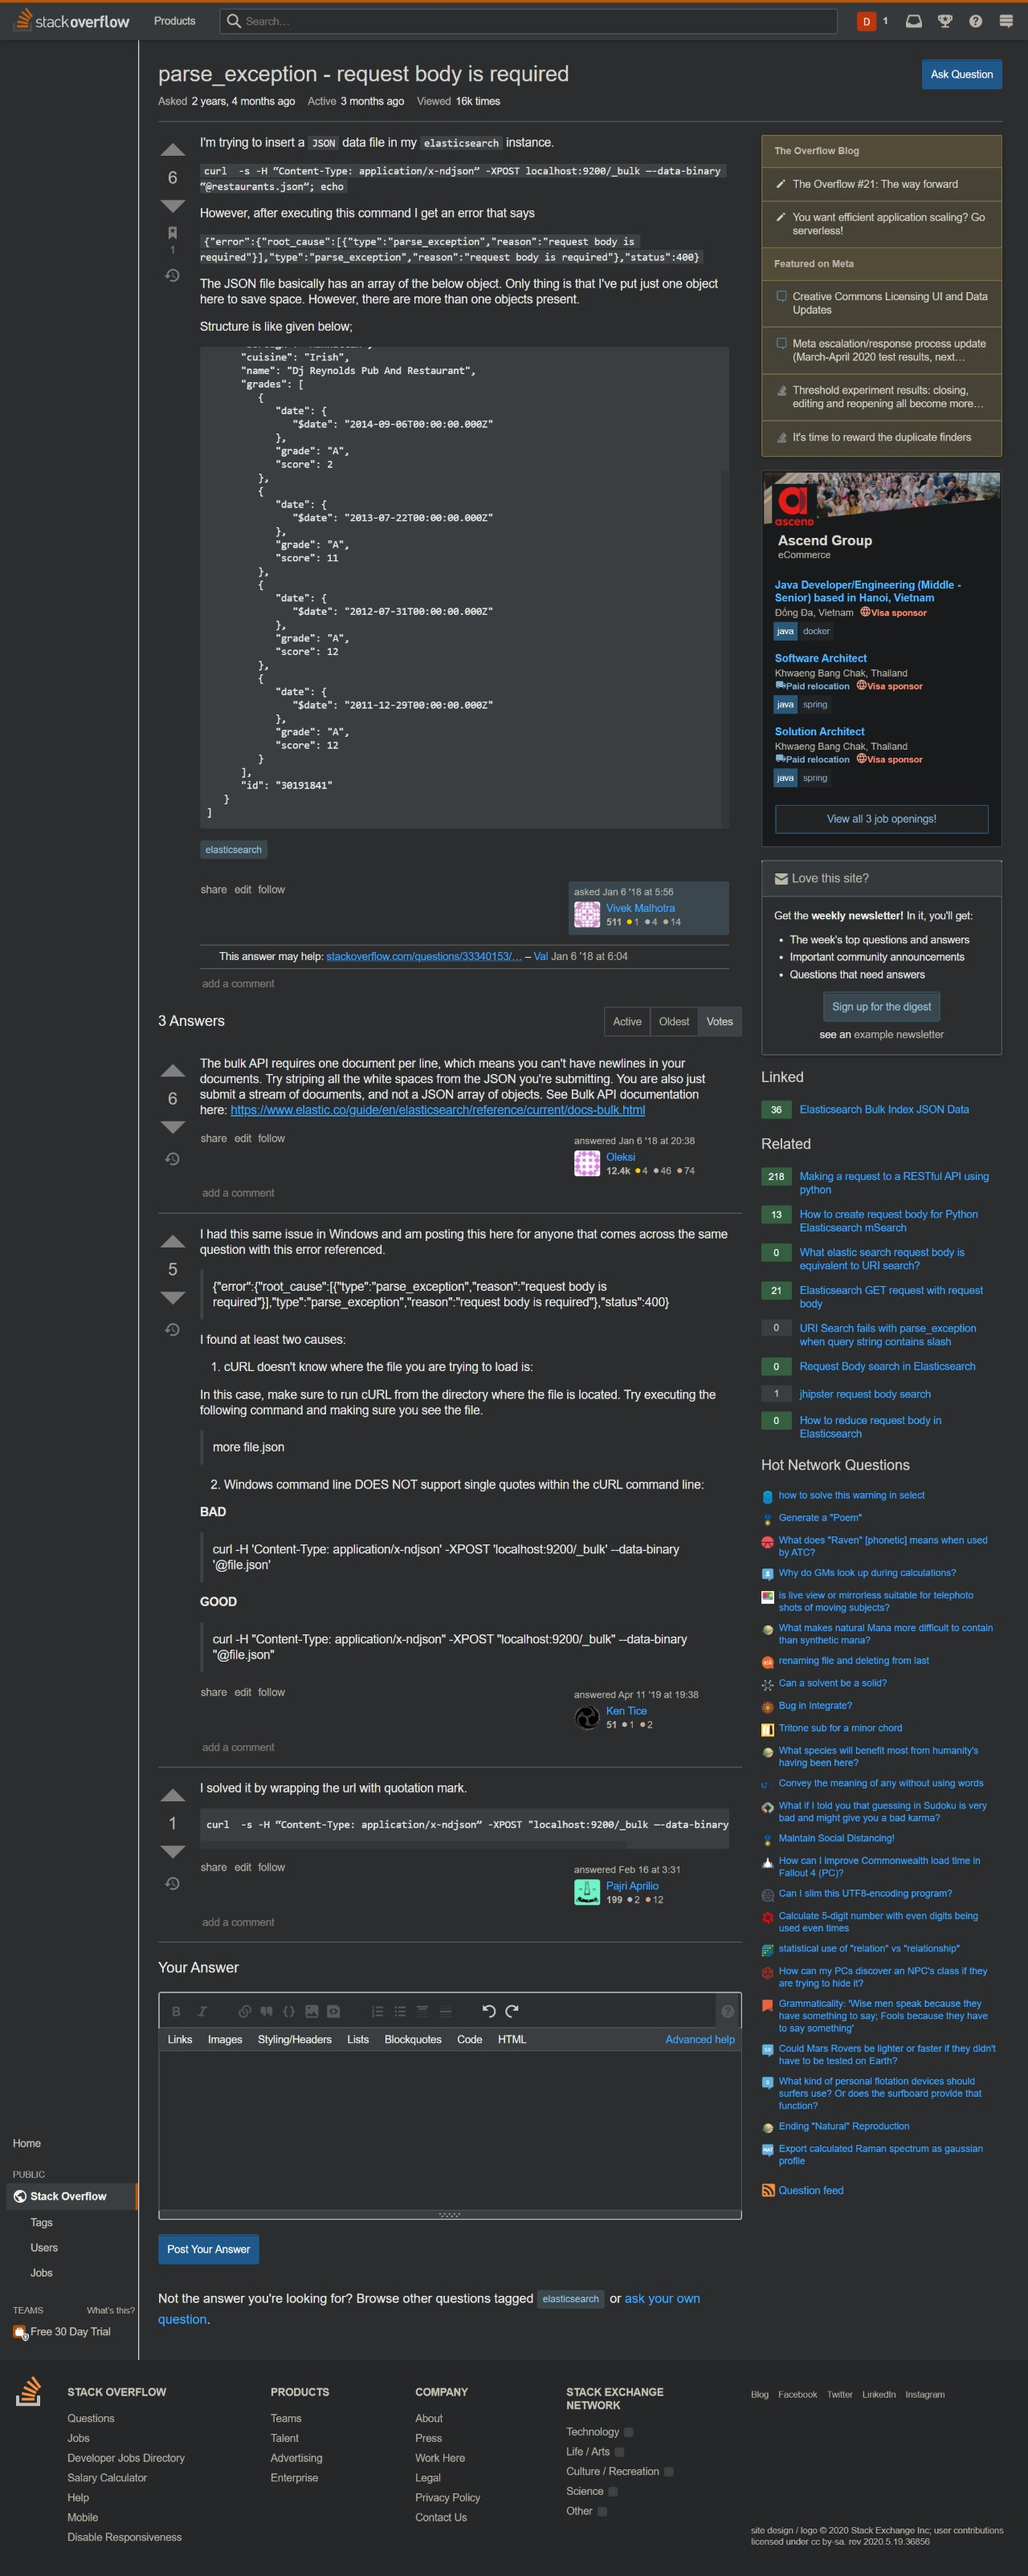 stackoverflow
Products
Search...
D 1
parse_exception - request body is required
Ask Question
Asked 2 years, 4 months ago Active 3 months ago Viewed 16k times
6
1
I'm trying to insert a JSON data file in my elasticsearch instance.
curl -s -H “Content-Type: application/x-ndjson” -XPOST localhost:9200/_bulk —-data-binary
“@restaurants.json”; echo
However, after executing this command I get an error that says
{"error":{"root_cause":[{"type":"parse_exception","reason":"request body is
required"}],"type":"parse_exception","reason":"request body is required"},"status":400}
The JSON file basically has an array of the below object. Only thing is that I've put just one object
here to save space. However, there are more than one objects present.
Structure is like given below;
"cuisine": "Irish",
"name": "Dj Reynolds Pub And Restaurant",
"grades": [
{
"date": {
"$date": "2014-09-06T00:00:00.000Z"
},
"grade": "A",
"score": 2
},
{
"date": {
"$date": "2013-07-22T00:00:00.000Z"
},
"grade": "A",
"score": 11
},
{
"date": {
"$date": "2012-07-31T00:00:00.000Z"
},
"grade": "A",
"score": 12
},
{
"date": {
"$date": "2011-12-29T00:00:00.000Z"
},
"grade": "A",
"score": 12
}
],
"id": "30191841"
}
]
elasticsearch
share edit follow
asked Jan 6 '18 at 5:56
Vivek Malhotra
511 1 4 14
This answer may help: stackoverflow.com/questions/33340153/… – Val Jan 6 '18 at 6:04
add a comment
3 Answers
Active Oldest Votes
6
The bulk API requires one document per line, which means you can't have newlines in your
documents. Try striping all the white spaces from the JSON you're submitting. You are also just
submit a stream of documents, and not a JSON array of objects. See Bulk API documentation
here: https://www.elastic.co/guide/en/elasticsearch/reference/current/docs-bulk.html
share edit follow
answered Jan 6 '18 at 20:38
Oleksi
12.4k 4 46 74
add a comment
5
I had this same issue in Windows and am posting this here for anyone that comes across the same
question with this error referenced.
{"error":{"root_cause":[{"type":"parse_exception","reason":"request body is
required"}],"type":"parse_exception","reason":"request body is required"},"status":400}
I found at least two causes:
1. cURL doesn't know where the file you are trying to load is:
In this case, make sure to run cURL from the directory where the file is located. Try executing the
following command and making sure you see the file.
more file.json
2. Windows command line DOES NOT support single quotes within the cURL command line:
BAD
curl -H 'Content-Type: application/x-ndjson' -XPOST 'localhost:9200/_bulk' --data-binary
'@file.json'
GOOD
curl -H "Content-Type: application/x-ndjson" -XPOST "localhost:9200/_bulk" --data-binary
"@file.json"
share edit follow
answered Apr 11 '19 at 19:38
Ken Tice
51 1 2
add a comment
1
I solved it by wrapping the url with quotation mark.
curl -s -H “Content-Type: application/x-ndjson” -XPOST "localhost:9200/_bulk —-data-binary
share edit follow
answered Feb 16 at 3:31
Pajri Aprilio
199 2 12
add a comment
Your Answer
B I
Links Images Styling/Headers Lists Blockquotes Code HTML Advanced help
Post Your Answer
Not the answer you're looking for? Browse other questions tagged elasticsearch or ask your own
question.
The Overflow Blog
The Overflow #21: The way forward
You want efficient application scaling? Go
serverless!
Featured on Meta
Creative Commons Licensing UI and Data
Updates
Meta escalation/response process update
(March-April 2020 test results, next…
Threshold experiment results: closing,
editing and reopening all become more…
It's time to reward the duplicate finders
ascend
Ascend Group
eCommerce
Java Developer/Engineering (Middle -
Senior) based in Hanoi, Vietnam
Đống Đa, Vietnam Visa sponsor
java docker
Software Architect
Khwaeng Bang Chak, Thailand
Paid relocation Visa sponsor
java spring
Solution Architect
Khwaeng Bang Chak, Thailand
Paid relocation Visa sponsor
java spring
View all 3 job openings!
Love this site?
Get the weekly newsletter! In it, you'll get:
The week's top questions and answers
Important community announcements
Questions that need answers
Sign up for the digest
see an example newsletter
Linked
36 Elasticsearch Bulk Index JSON Data
Related
218 Making a request to a RESTful API using
python
13 How to create request body for Python
Elasticsearch mSearch
0 What elastic search request body is
equivalent to URI search?
21 Elasticsearch GET request with request
body
0 URI Search fails with parse_exception
when query string contains slash
0 Request Body search in Elasticsearch
1 jhipster request body search
0 How to reduce request body in
Elasticsearch
Hot Network Questions
how to solve this warning in select
Generate a "Poem"
What does "Raven" [phonetic] means when used
by ATC?
Why do GMs look up during calculations?
is live view or mirrorless suitable for telephoto
shots of moving subjects?
What makes natural Mana more difficult to contain
than synthetic mana?
renaming file and deleting from last
Can a solvent be a solid?
Bug in Integrate?
Tritone sub for a minor chord
What species will benefit most from humanity's
having been here?
Convey the meaning of any without using words
What if I told you that guessing in Sudoku is very
bad and might give you a bad karma?
Maintain Social Distancing!
How can I improve Commonwealth load time in
Fallout 4 (PC)?
Can I slim this UTF8-encoding program?
Calculate 5-digit number with even digits being
used even times
statistical use of "relation" vs "relationship"
How can my PCs discover an NPC's class if they
are trying to hide it?
Grammaticality: 'Wise men speak because they
have something to say; Fools because they have
to say something'
Could Mars Rovers be lighter or faster if they didn't
have to be tested on Earth?
What kind of personal flotation devices should
surfers use? Or does the surfboard provide that
function?
Ending "Natural" Reproduction
Export calculated Raman spectrum as gaussian
profile
Question feed
Home
PUBLIC
Stack Overflow
Tags
Users
Jobs
TEAMS What's this?
Free 30 Day Trial
STACK OVERFLOW
Questions
Jobs
Developer Jobs Directory
Salary Calculator
Help
Mobile
Disable Responsiveness
PRODUCTS
Teams
Talent
Advertising
Enterprise
COMPANY
About
Press
Work Here
Legal
Privacy Policy
Contact Us
STACK EXCHANGE
NETWORK
Technology
Life / Arts
Culture / Recreation
Science
Other
Blog Facebook Twitter LinkedIn Instagram
site design / logo © 2020 Stack Exchange Inc; user contributions
licensed under cc by-sa. rev 2020.5.19.36856